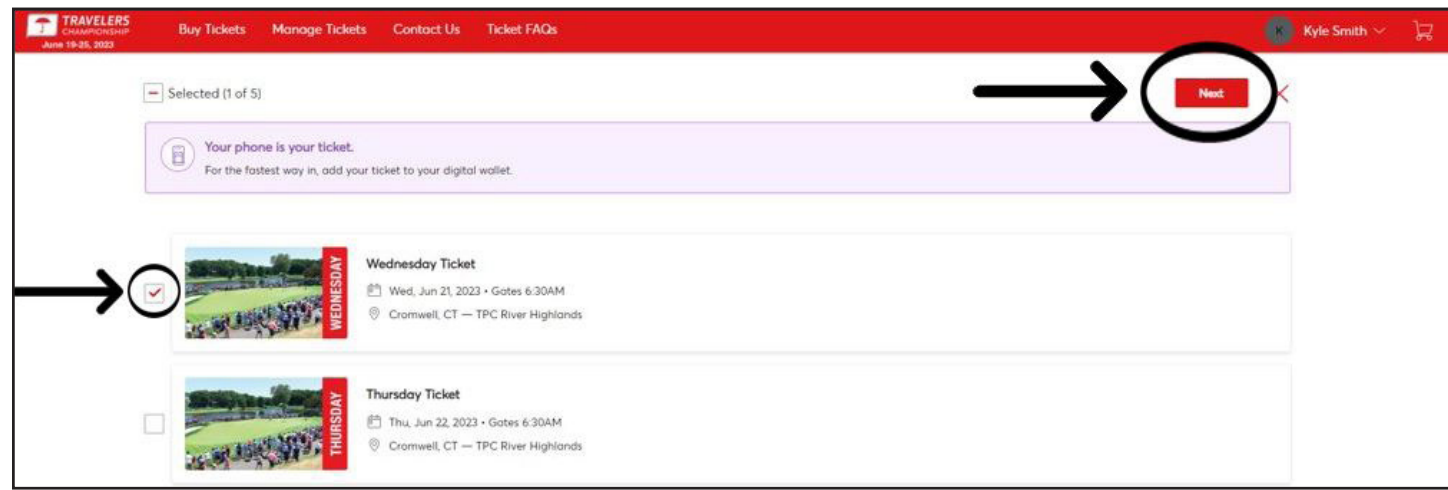 TRAVELERS
CHAMPIONSHIP
June 19-25, 2023
Buy Tickets Manage Tickets Contact Us Ticket FAQs
K Kyle Smith
Selected (1 of 5)
Next
Your phone is your ticket.
For the fastest way in, add your ticket to your digital wallet.
WEDNESDAY
Wednesday Ticket
Wed, Jun 21, 2023 • Gates 6:30AM
Cromwell, CT — TPC River Highlands
THURSDAY
Thursday Ticket
Thu, Jun 22, 2023 • Gates 6:30AM
Cromwell, CT — TPC River Highlands